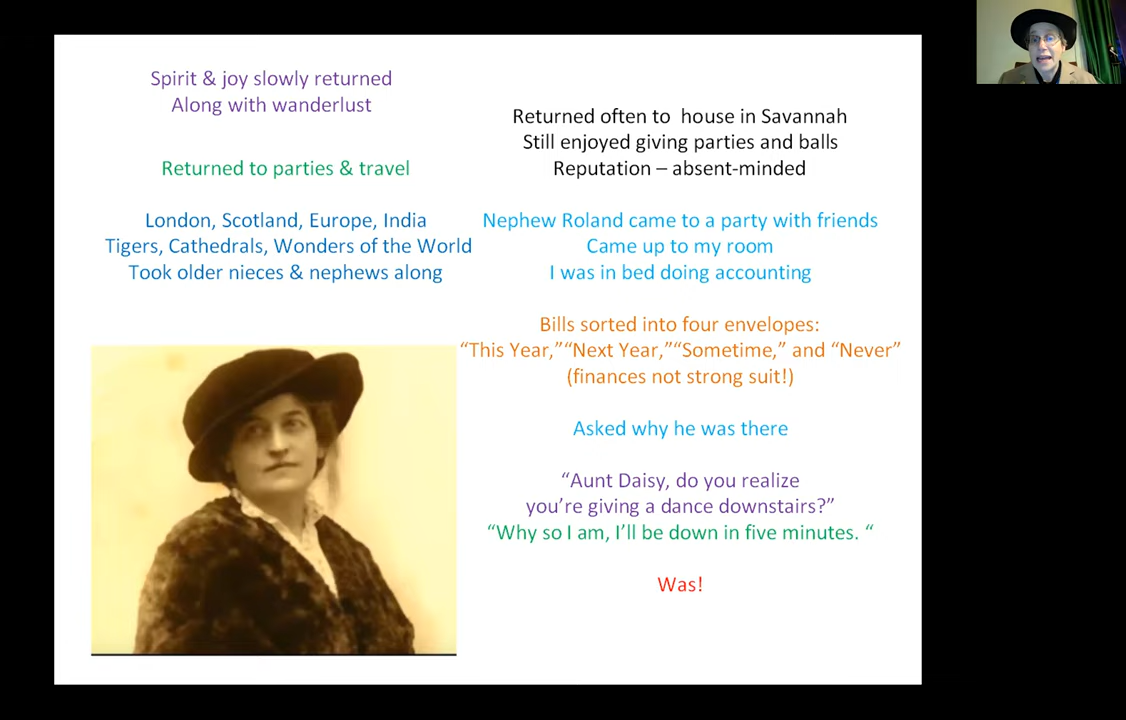 Spirit & joy slowly returned
Along with wanderlust
Returned to parties & travel
London, Scotland, Europe, India
Tigers, Cathedrals, Wonders of the World
Took older nieces & nephews along
Returned often to  house in Savannah
Still enjoyed giving parties and balls
Reputation – absent-minded
Nephew Roland came to a party with friends
Came up to my room
I was in bed doing accounting
Bills sorted into four envelopes:
“This Year,”“Next Year,”“Sometime,” and “Never”
(finances not strong suit!)
Asked why he was there
“Aunt Daisy, do you realize
you’re giving a dance downstairs?”
“Why so I am, I’ll be down in five minutes. “
Was!